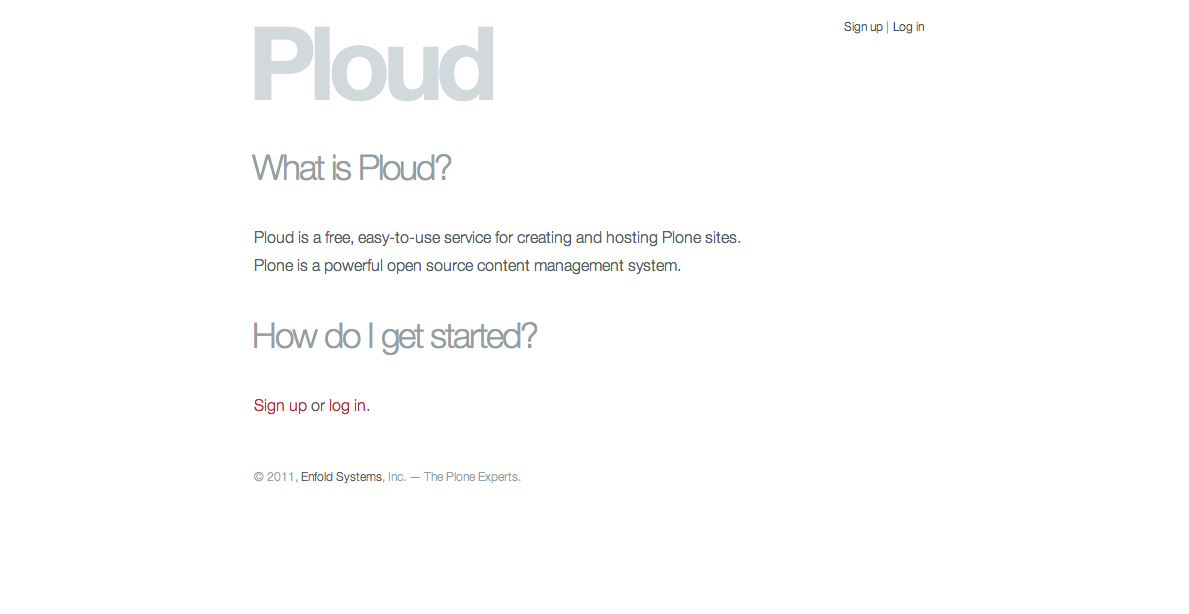 Ploud
Sign up | Log in
What is Ploud?
Ploud is a free, easy-to-use service for creating and hosting Plone sites.
Plone is a powerful open source content management system.
How do I get started?
Sign up or log in.
© 2011, Enfold Systems, Inc. — The Plone Experts.